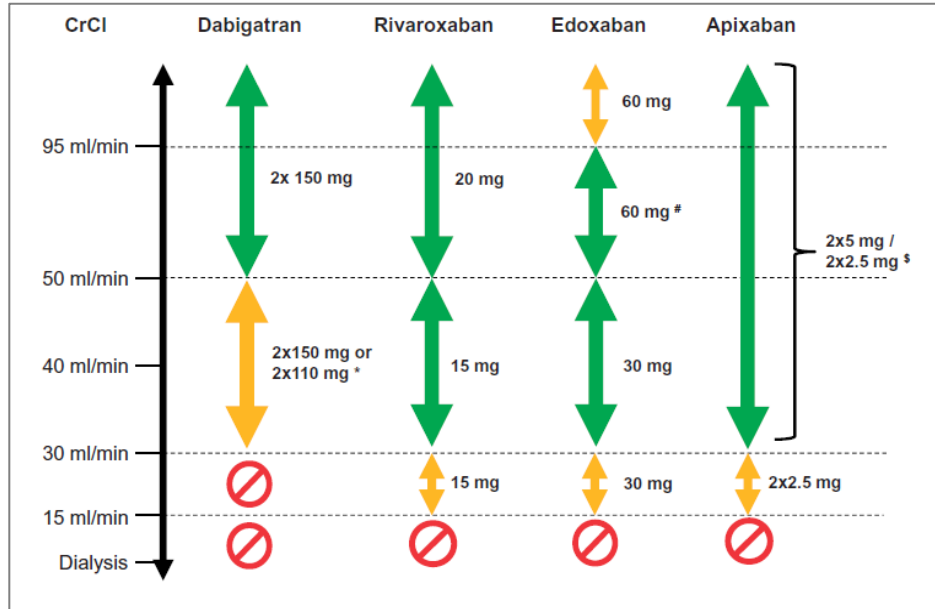 CrCl Dabigatran Rivaroxaban Edoxaban Apixaban
60 mg
95 ml/min
2x 150 mg 20 mg
60 mg #
2x5 mg /
2x2.5 mg $
50 ml/min
2x150 mg or
2x110 mg *
40 ml/min 15 mg 30 mg
30 ml/min
15 mg 30 mg 2x2.5 mg
15 ml/min
Dialysis